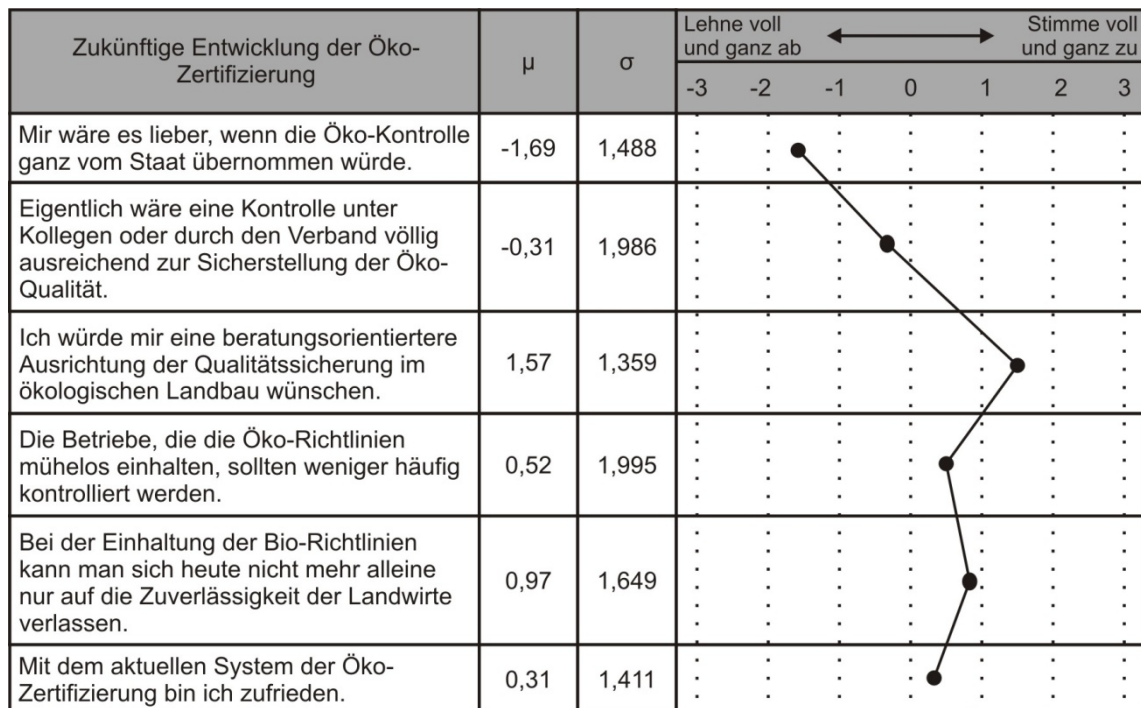 Zukünftige Entwicklung der Öko-
Zertifizierung
μ
σ
Lehne voll
und ganz ab
Stimme voll
und ganz zu
-3 -2 -1 0 1 2 3
Mir wäre es lieber, wenn die Öko-Kontrolle
ganz vom Staat übernommen würde.
-1,69
1,488
Eigentlich wäre eine Kontrolle unter
Kollegen oder durch den Verband völlig
ausreichend zur Sicherstellung der Öko-
Qualität.
-0,31
1,986
Ich würde mir eine beratungsorientiertere
Ausrichtung der Qualitätssicherung im
ökologischen Landbau wünschen.
1,57
1,359
Die Betriebe, die die Öko-Richtlinien
mühelos einhalten, sollten weniger häufig
kontrolliert werden.
0,52
1,995
Bei der Einhaltung der Bio-Richtlinien
kann man sich heute nicht mehr alleine
nur auf die Zuverlässigkeit der Landwirte
verlassen.
0,97
1,649
Mit dem aktuellen System der Öko-
Zertifizierung bin ich zufrieden.
0,31
1,411